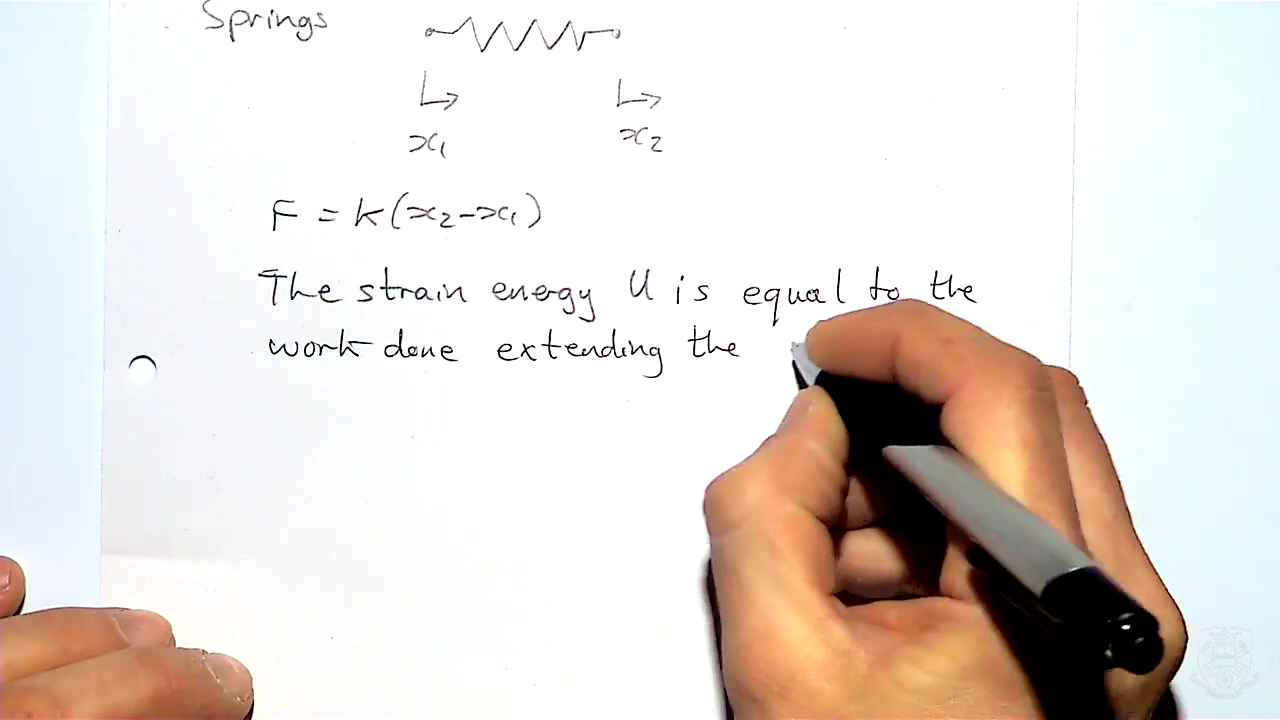 Springs
x₁ x₂
F = k(x₂-x₁)
The strain energy U is equal to the
work done extending the